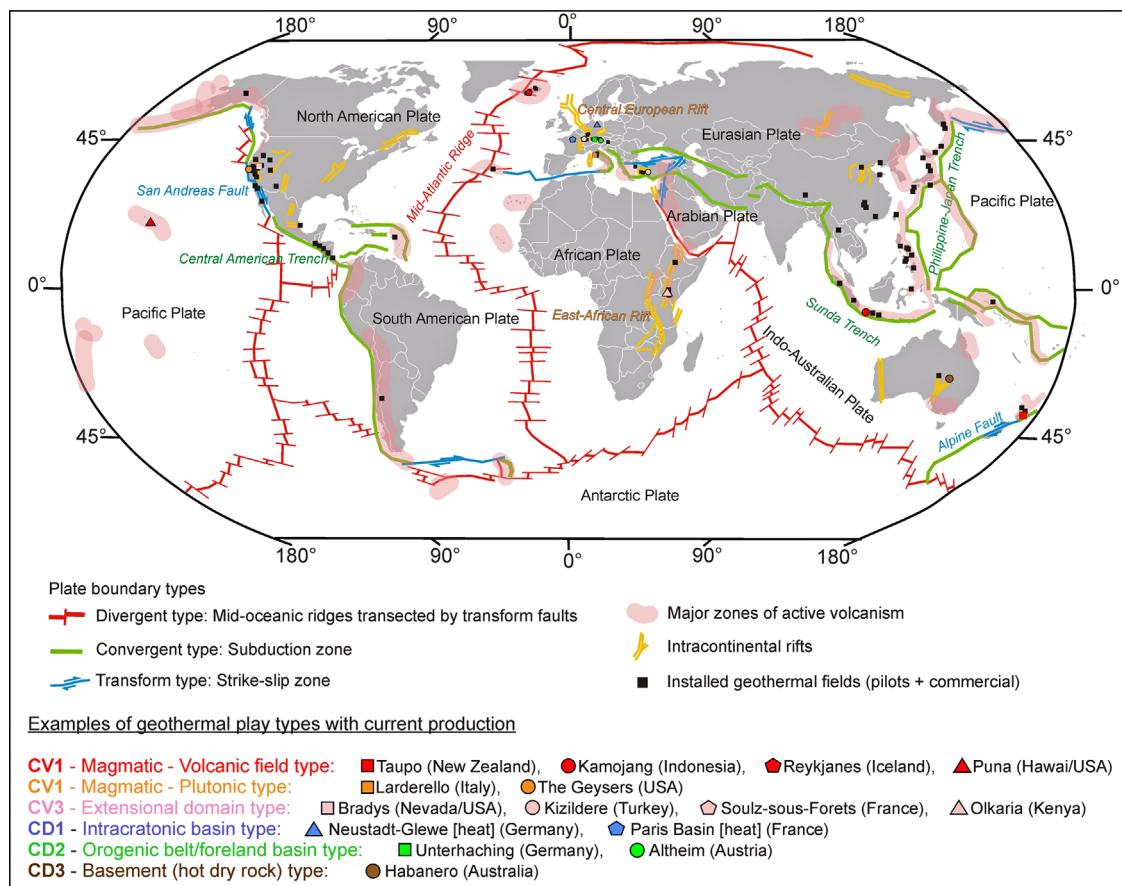 180° 90° 0° 90° 180°
45° 45°
North American Plate
Central European Rift
Eurasian Plate
Mid-Atlantic Ridge
San Andreas Fault
Philippine-Japan Trench
Pacific Plate
Arabian Plate
Central American Trench
African Plate
0° 0°
Pacific Plate
South American Plate
East-African Rift
Sunda Trench
Indo-Australian Plate
Alpine Fault
45° 45°
Antarctic Plate
180° 90° 0° 90° 180°
Plate boundary types
Divergent type: Mid-oceanic ridges transected by transform faults
Convergent type: Subduction zone
Transform type: Strike-slip zone
Major zones of active volcanism
Intracontinental rifts
Installed geothermal fields (pilots + commercial)
Examples of geothermal play types with current production
CV1 - Magmatic - Volcanic field type: Taupo (New Zealand), Kamojang (Indonesia), Reykjanes (Iceland), Puna (Hawai/USA)
CV1 - Magmatic - Plutonic type: Larderello (Italy), The Geysers (USA)
CV3 - Extensional domain type: Bradys (Nevada/USA), Kizildere (Turkey), Soulz-sous-Forets (France), Olkaria (Kenya)
CD1 - Intracratonic basin type: Neustadt-Glewe [heat] (Germany), Paris Basin [heat] (France)
CD2 - Orogenic belt/foreland basin type: Unterhaching (Germany), Altheim (Austria)
CD3 - Basement (hot dry rock) type: Habanero (Australia)